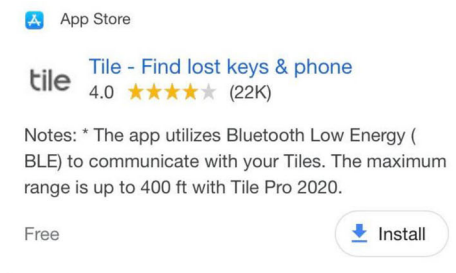 App Store
tile
Tile - Find lost keys & phone
4.0 ★★★★★ (22K)
Notes: * The app utilizes Bluetooth Low Energy (
BLE) to communicate with your Tiles. The maximum
range is up to 400 ft with Tile Pro 2020.
Free
Install